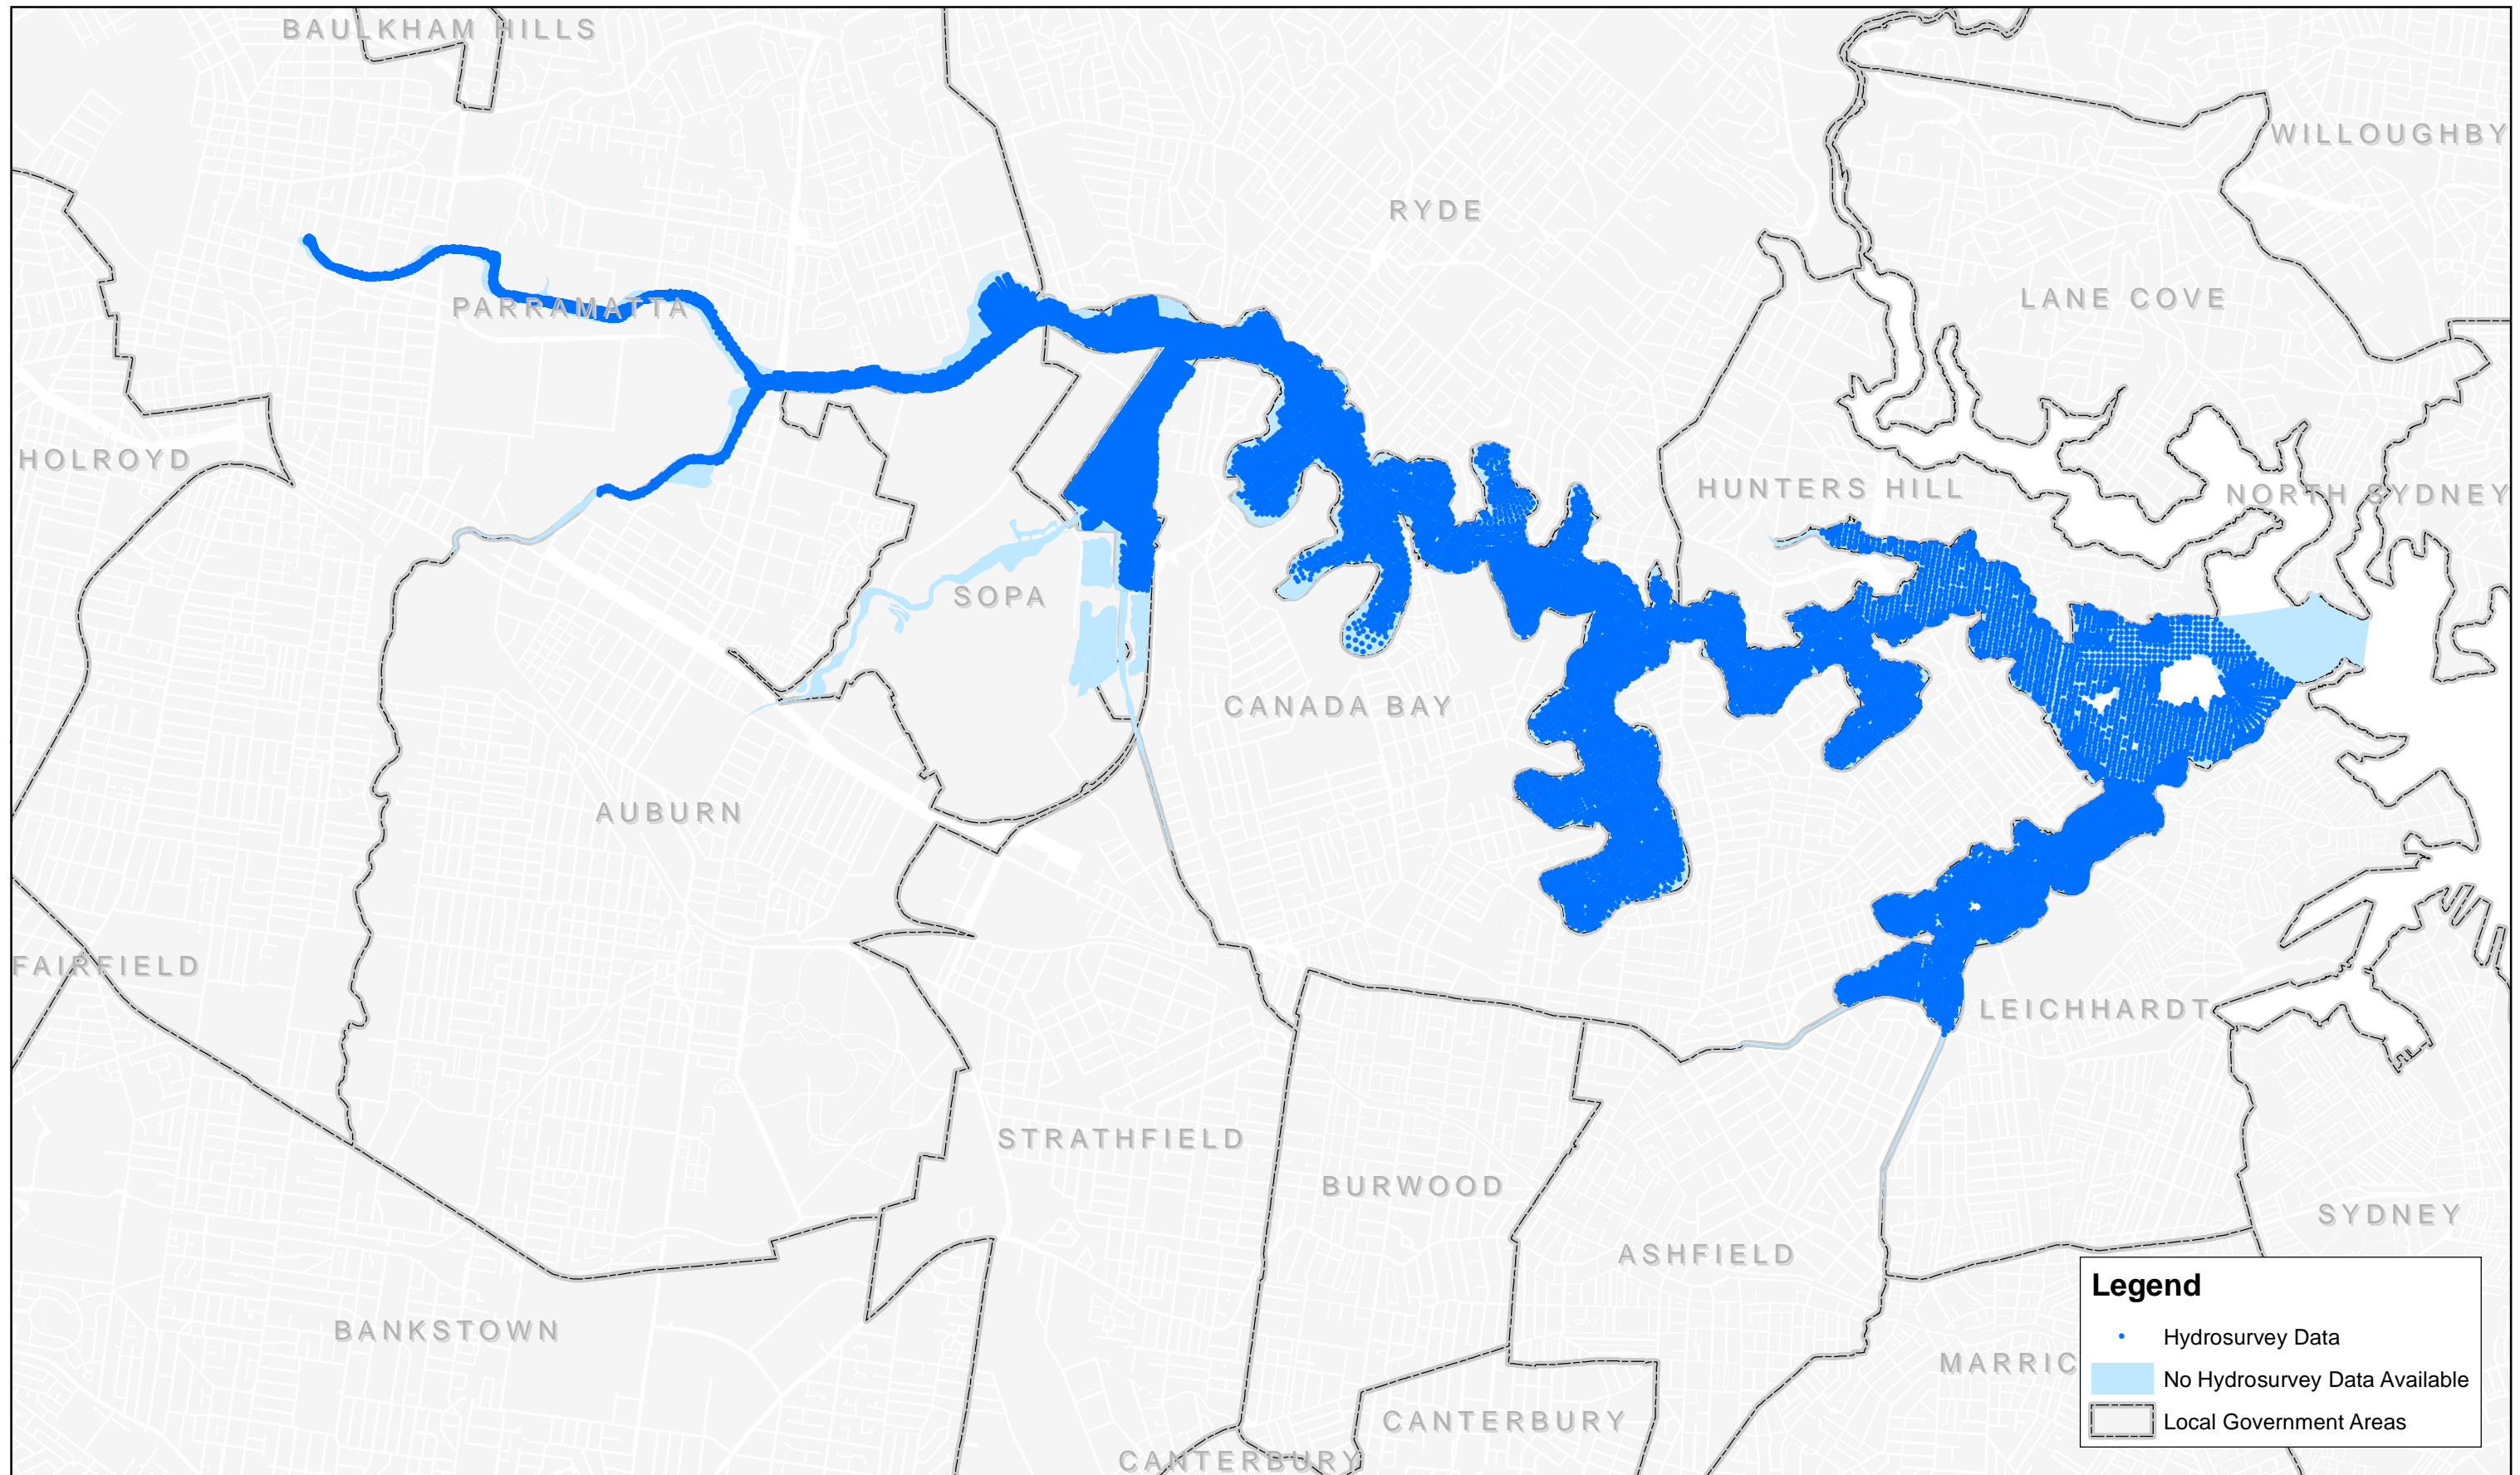 BAULKHAM HILLS
WILLOUGHBY
RYDE
LANE COVE
PARRAMATTA
HOLROYD
HUNTERS HILL
NORTH SYDNEY
SOPA
CANADA BAY
AUBURN
FAIRFIELD
LEICHHARDT
STRATHFIELD
BURWOOD
SYDNEY
ASHFIELD
BANKSTOWN
MARRIC
CANTERBURY
CANTERBURY
Legend
Hydrosurvey Data
No Hydrosurvey Data Available
Local Government Areas